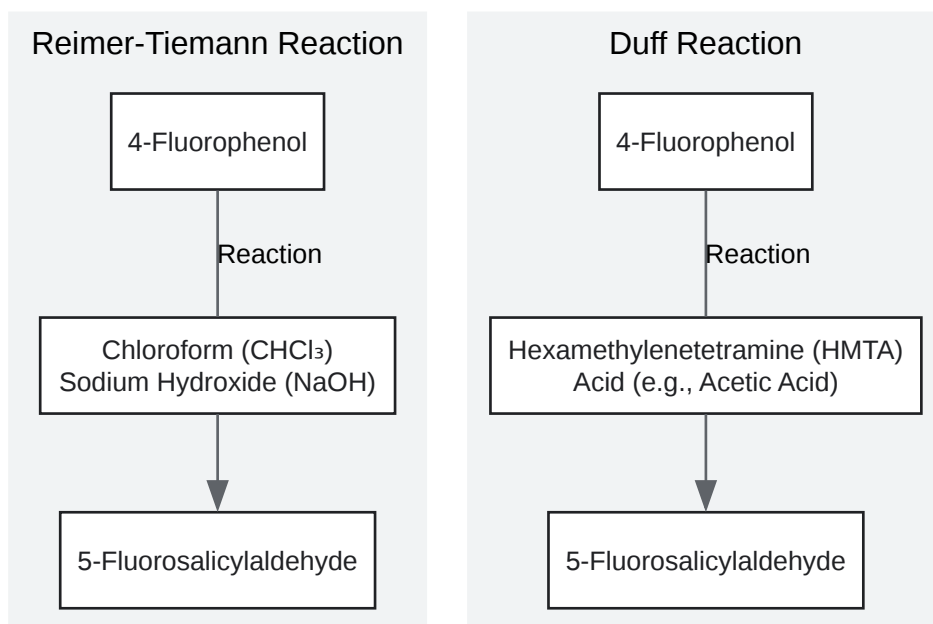 Reimer-Tiemann Reaction
4-Fluorophenol
Reaction
Chloroform (CHCl₃)
Sodium Hydroxide (NaOH)
5-Fluorosalicylaldehyde
Duff Reaction
4-Fluorophenol
Reaction
Hexamethylenetetramine (HMTA)
Acid (e.g., Acetic Acid)
5-Fluorosalicylaldehyde